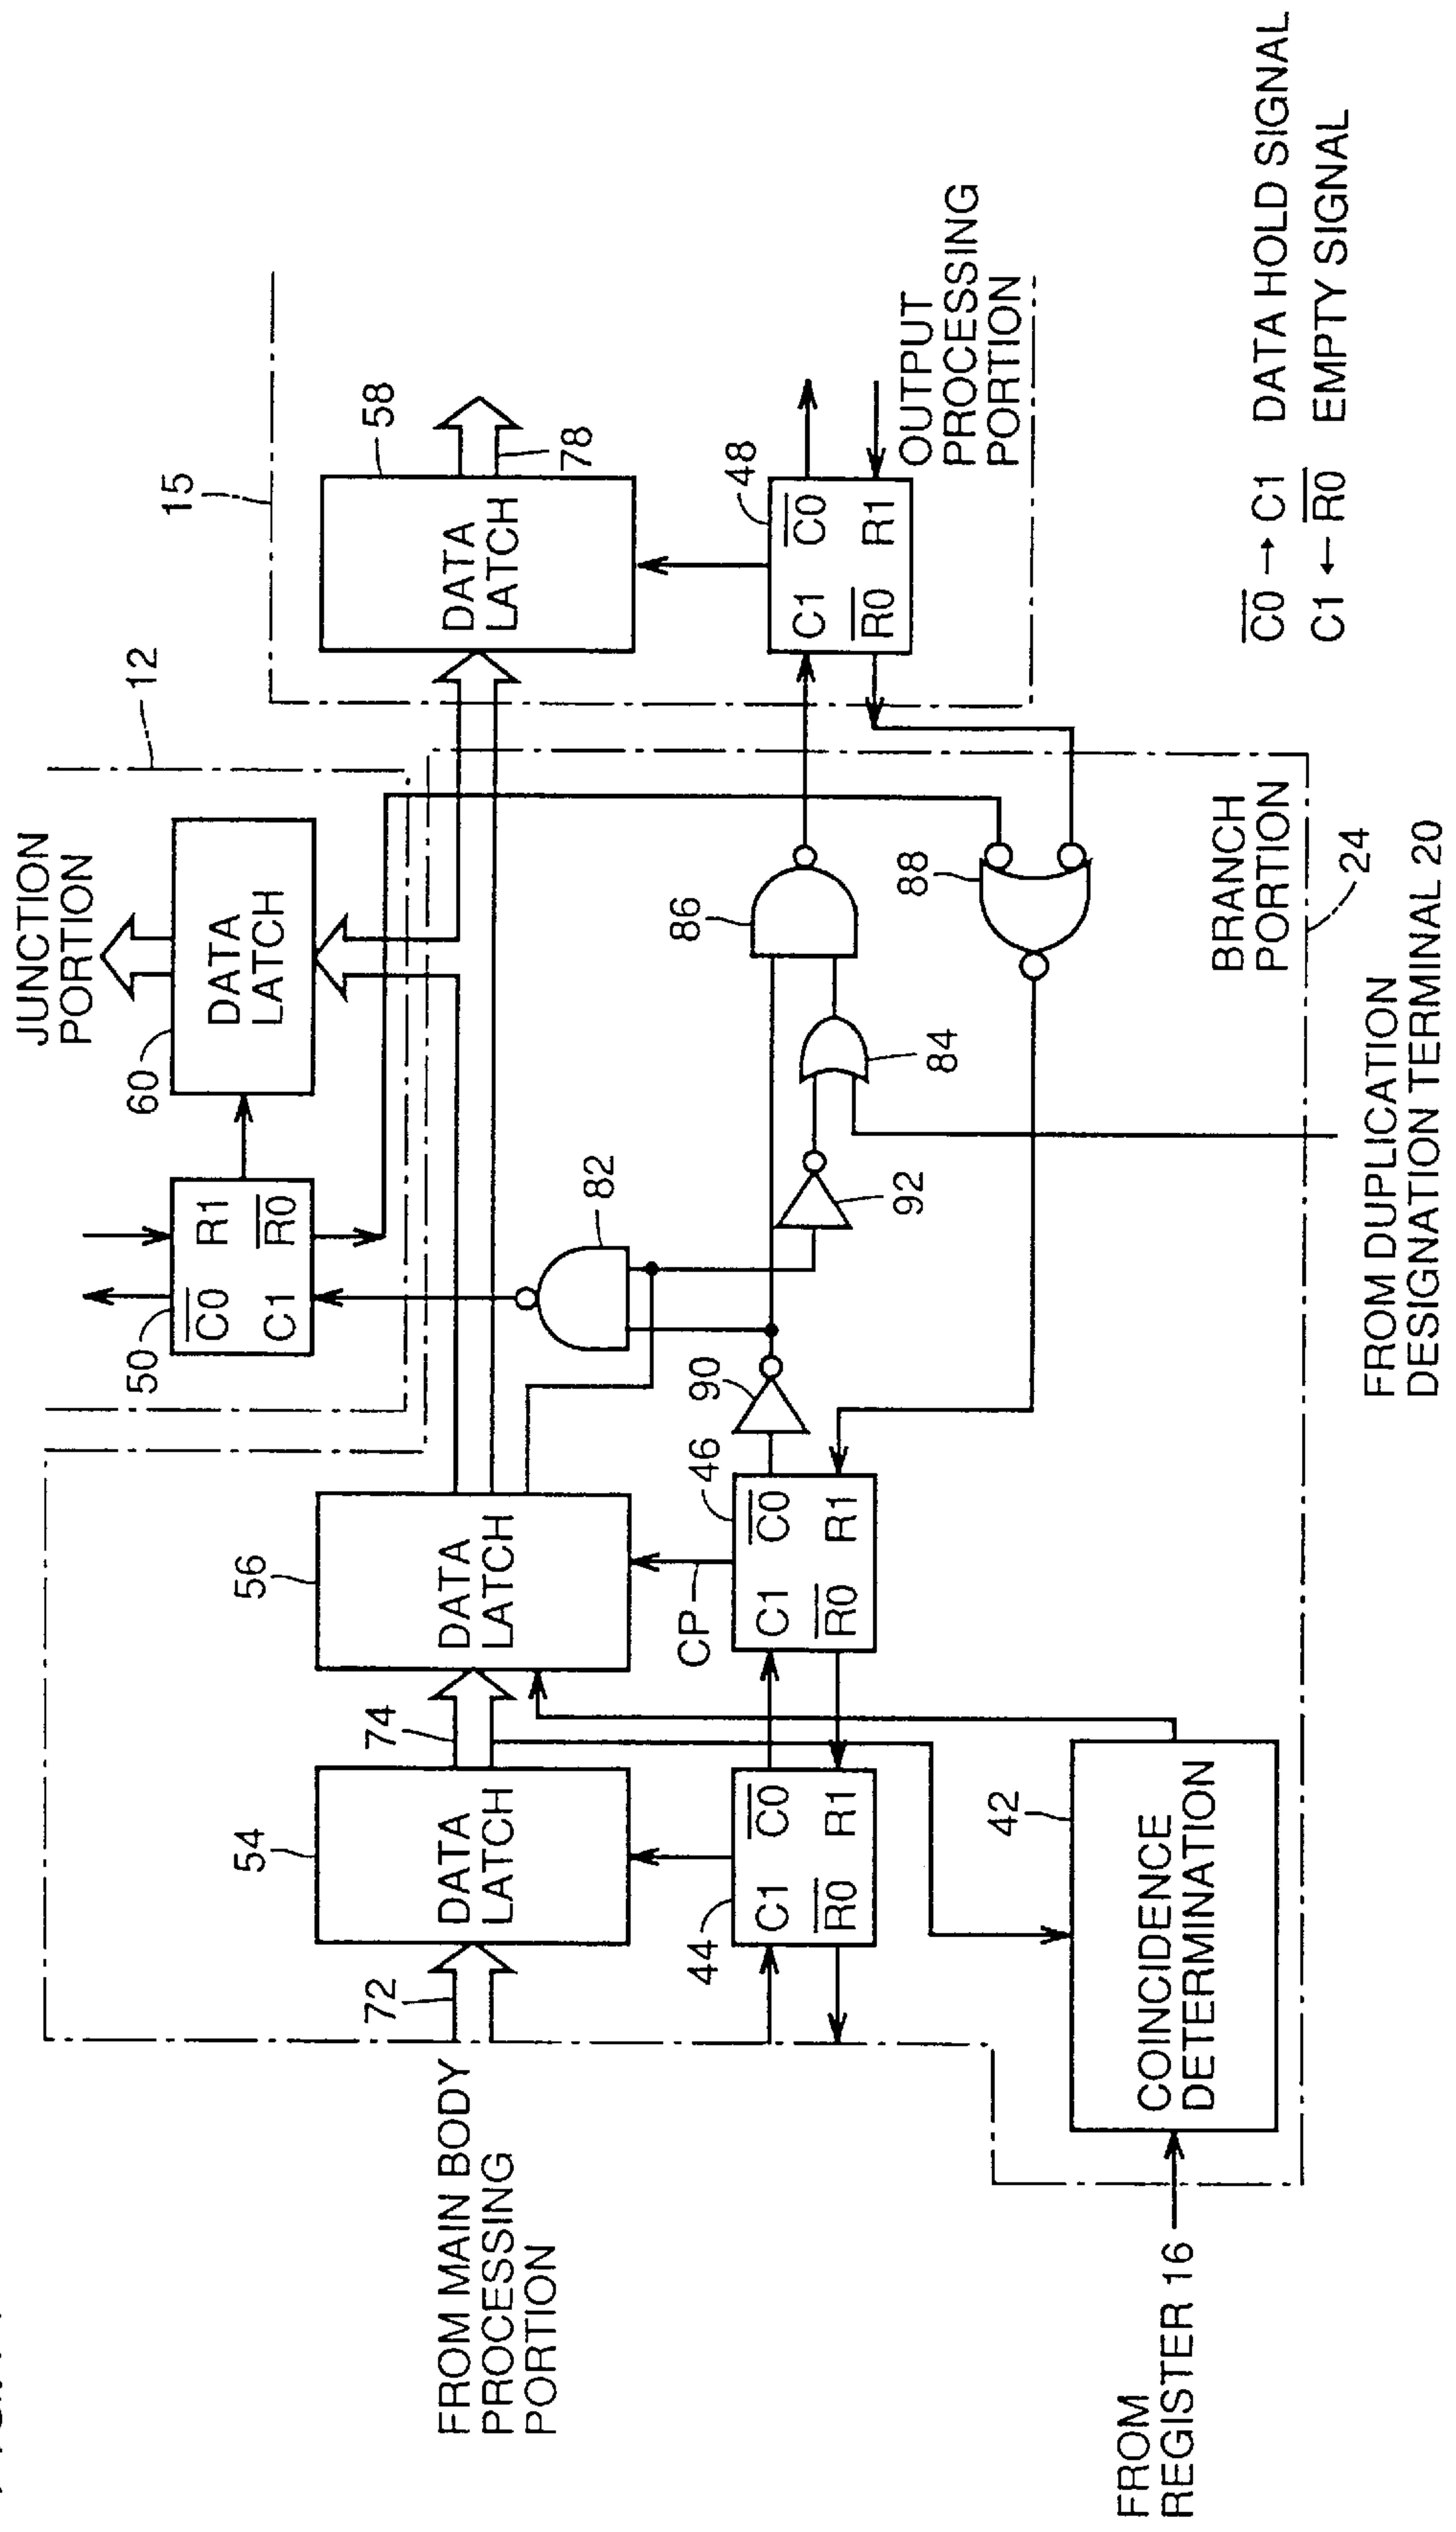 JUNCTION
PORTION
12
15
50
C0 R1
C1 R0
60
DATA
LATCH
58
DATA
LATCH
78
FROM MAIN BODY
PROCESSING
PORTION
72
54
DATA
LATCH
74
56
DATA
LATCH
CP
82
44
C1 C0
R0 R1
46
C1 C0
R0 R1
90
92
84
86
88
48
C1 C0
R0 R1
OUTPUT
PROCESSING
PORTION
FROM
REGISTER 16
42
COINCIDENCE
DETERMINATION
BRANCH
PORTION
24
FROM DUPLICATION
DESIGNATION TERMINAL 20
C0 → C1 DATA HOLD SIGNAL
C1 ← R0 EMPTY SIGNAL